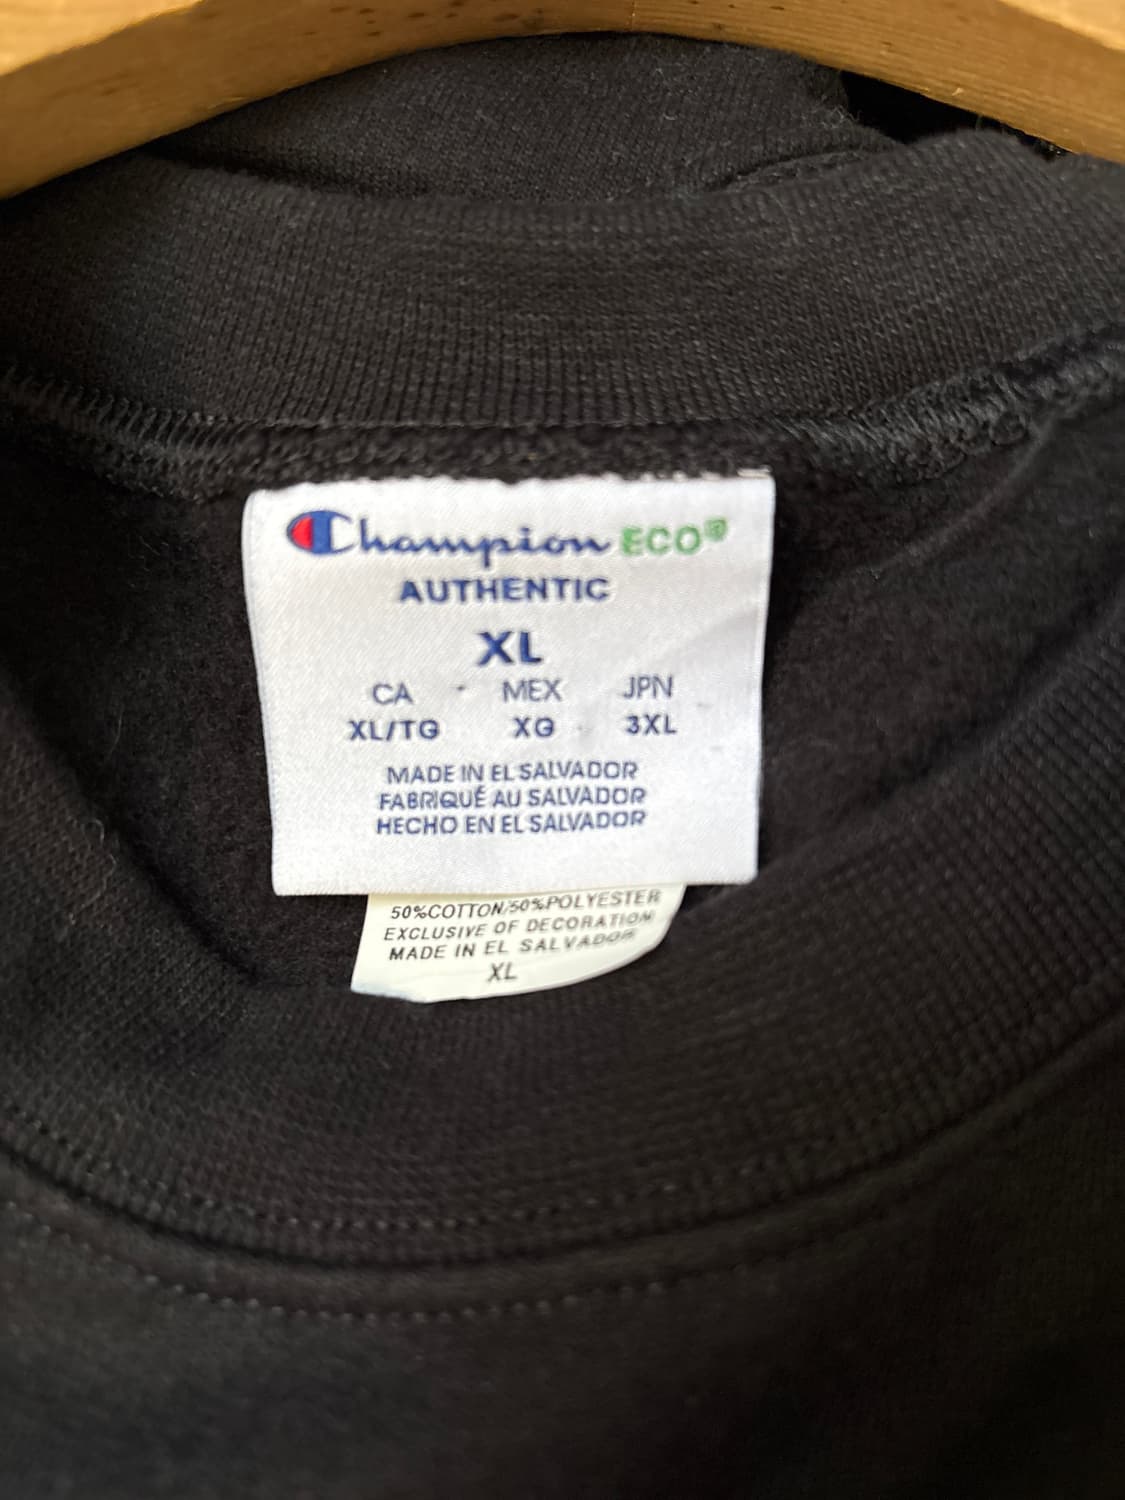 Champion ECO®
AUTHENTIC
XL
CA MEX JPN
XL/TG XG 3XL
MADE IN EL SALVADOR
FABRIQUÉ AU SALVADOR
HECHO EN EL SALVADOR
50%COTTON/50%POLYESTER
EXCLUSIVE OF DECORATION
MADE IN EL SALVADOR
XL